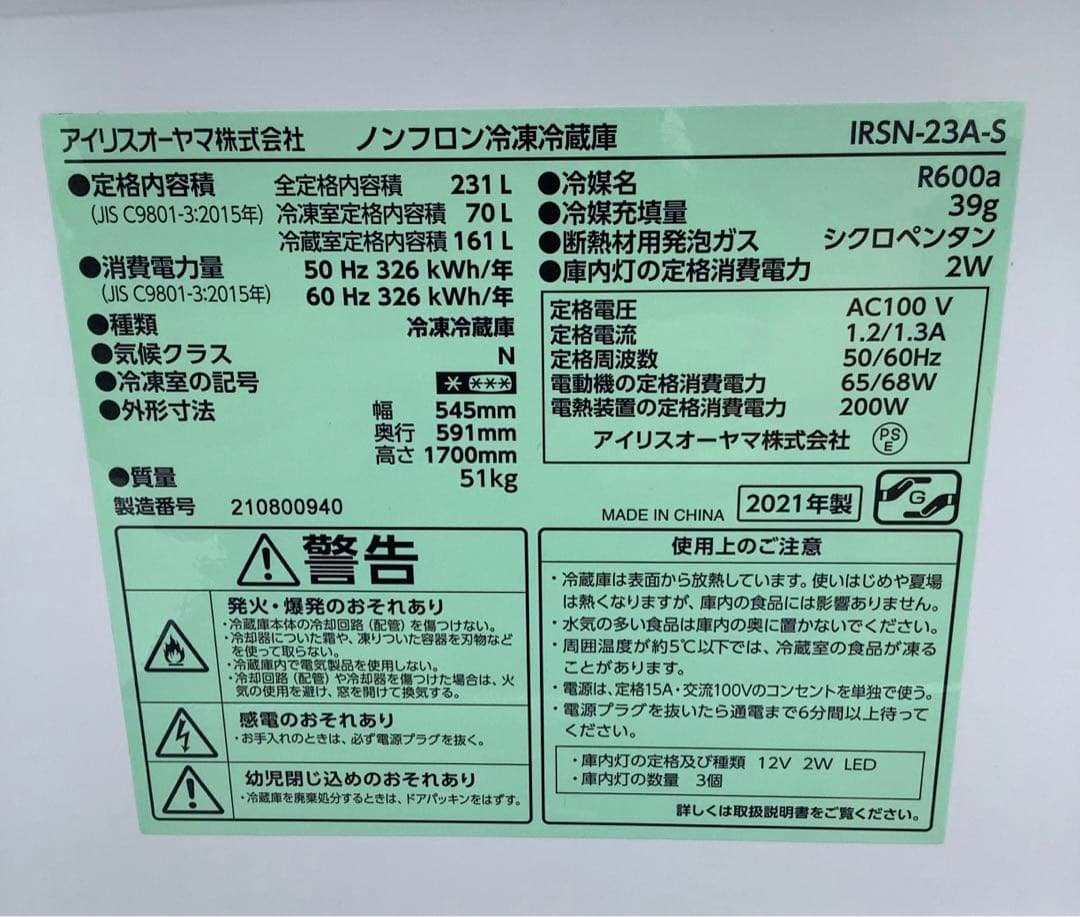 アイリスオーヤマ株式会社 ノンフロン冷凍冷蔵庫 IRSN-23A-S
●定格内容積 全定格内容積 231 L
(JIS C9801-3:2015年) 冷凍室定格内容積 70 L
冷蔵室定格内容積 161 L
●消費電力量 50 Hz 326 kWh/年
(JIS C9801-3:2015年) 60 Hz 326 kWh/年
●種類 冷凍冷蔵庫
●気候クラス N
●冷凍室の記号 * ***
●外形寸法 幅 545mm
奥行 591mm
高さ 1700mm
●質量 51kg
製造番号 210800940
●冷媒名 R600a
●冷媒充填量 39g
●断熱材用発泡ガス シクロペンタン
●庫内灯の定格消費電力 2W
定格電圧 AC100 V
定格電流 1.2/1.3A
定格周波数 50/60Hz
電動機の定格消費電力 65/68W
電熱装置の定格消費電力 200W
アイリスオーヤマ株式会社 PSE
MADE IN CHINA 2021年製 G
警告
発火・爆発のおそれあり
・冷蔵庫本体の冷却回路（配管）を傷つけない。
・冷却器についた霜や、凍りついた容器を刃物など
を使って取らない。
・冷蔵庫内で電気製品を使用しない。
・冷却回路（配管）や冷却器を傷つけた場合は、火
気の使用を避け、窓を開けて換気する。
感電のおそれあり
・お手入れのときは、必ず電源プラグを抜く。
幼児閉じ込めのおそれあり
・冷蔵庫を廃棄処分するときは、ドアパッキンをはずす。
使用上のご注意
・冷蔵庫は表面から放熱しています。使いはじめや夏場
は熱くなりますが、庫内の食品には影響ありません。
・水気の多い食品は庫内の奥に置かないでください。
・周囲温度が約5℃以下では、冷蔵室の食品が凍る
ことがあります。
・電源は、定格15A・交流100Vのコンセントを単独で使う。
・電源プラグを抜いたら通電まで6分間以上待って
ください。
・庫内灯の定格及び種類 12V 2W LED
・庫内灯の数量 3個
詳しくは取扱説明書をご覧ください。